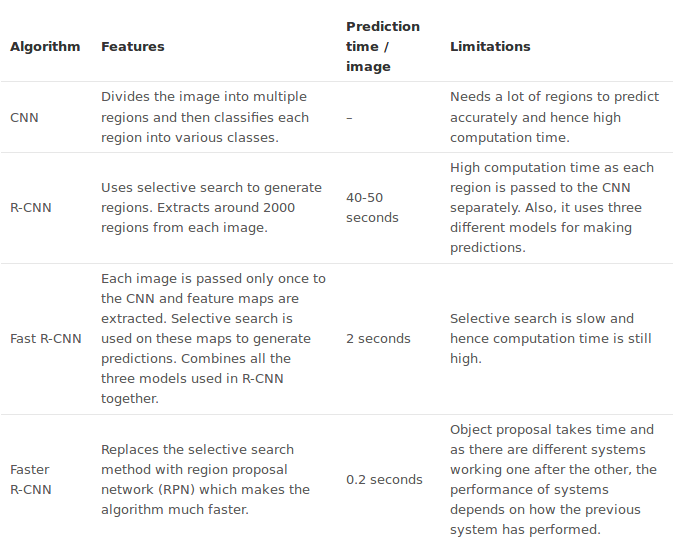 Algorithm Features Prediction time / image Limitations
CNN
Divides the image into multiple
regions and then classifies each
region into various classes.
–
Needs a lot of regions to predict
accurately and hence high
computation time.
R-CNN
Uses selective search to generate
regions. Extracts around 2000
regions from each image.
40-50
seconds
High computation time as each
region is passed to the CNN
separately. Also, it uses three
different models for making
predictions.
Fast R-CNN
Each image is passed only once to
the CNN and feature maps are
extracted. Selective search is
used on these maps to generate
predictions. Combines all the
three models used in R-CNN
together.
2 seconds
Selective search is slow and
hence computation time is still
high.
Faster
R-CNN
Replaces the selective search
method with region proposal
network (RPN) which makes the
algorithm much faster.
0.2 seconds
Object proposal takes time and
as there are different systems
working one after the other, the
performance of systems
depends on how the previous
system has performed.